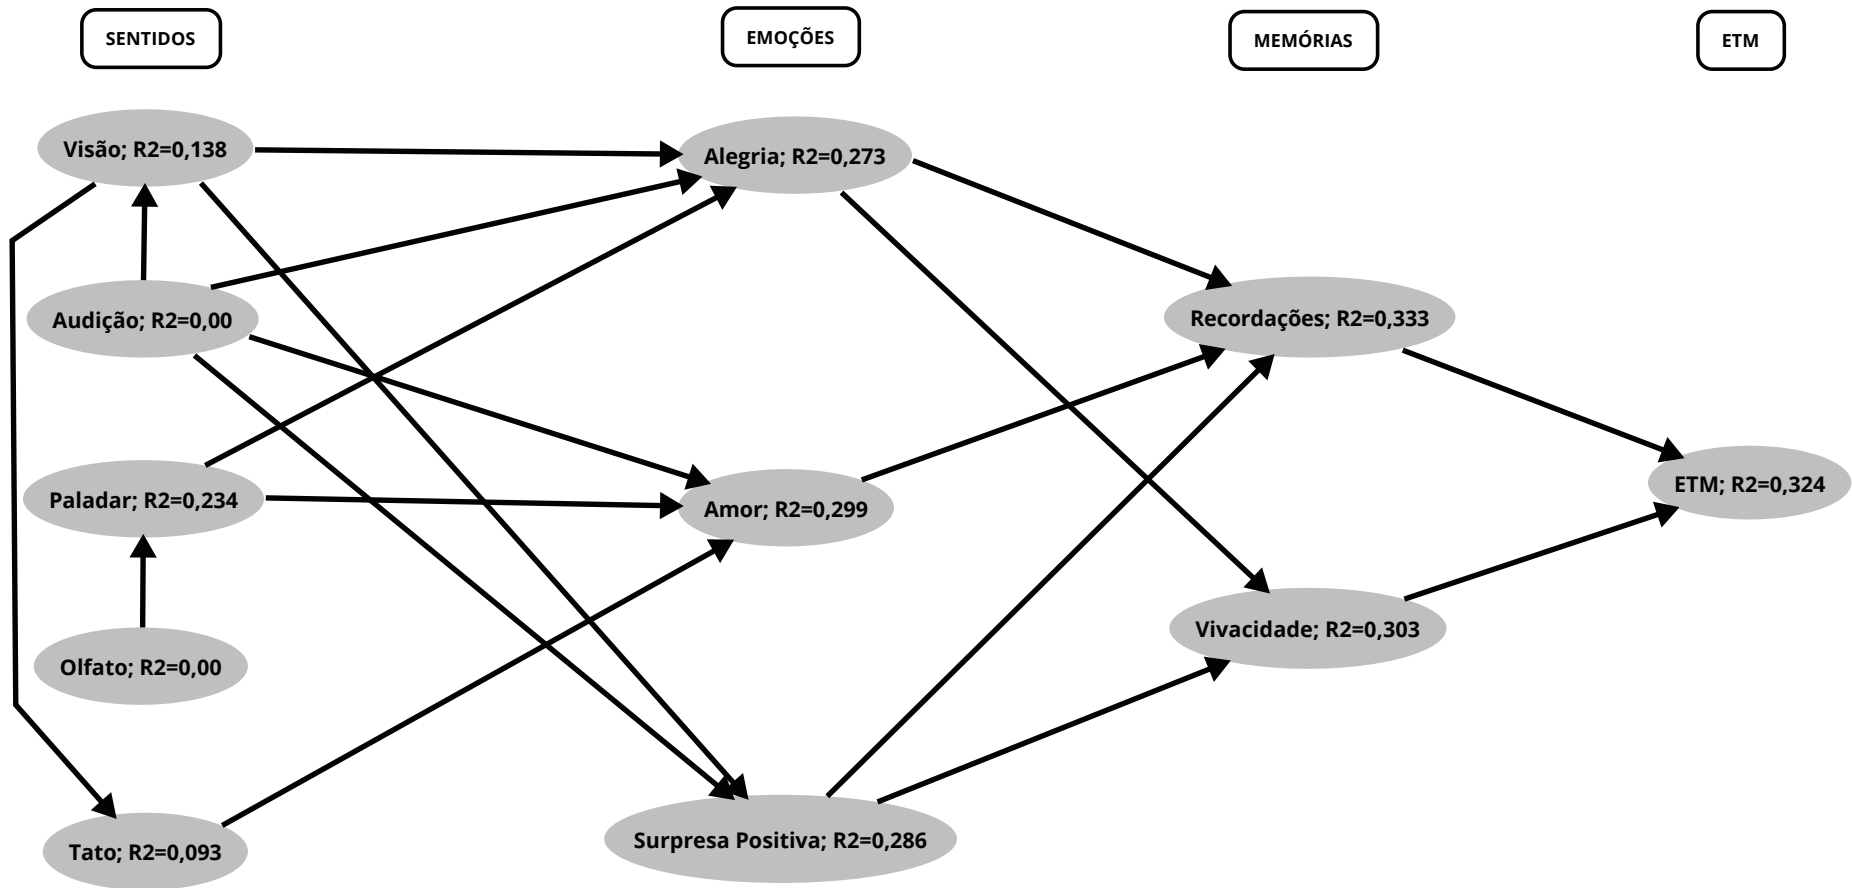 SENTIDOS
EMOÇÕES
MEMÓRIAS
ETM
Visão; R2=0,138
Alegria; R2=0,273
Audição; R2=0,00
Recordações; R2=0,333
Paladar; R2=0,234
Amor; R2=0,299
ETM; R2=0,324
Vivacidade; R2=0,303
Olfato; R2=0,00
Surpresa Positiva; R2=0,286
Tato; R2=0,093